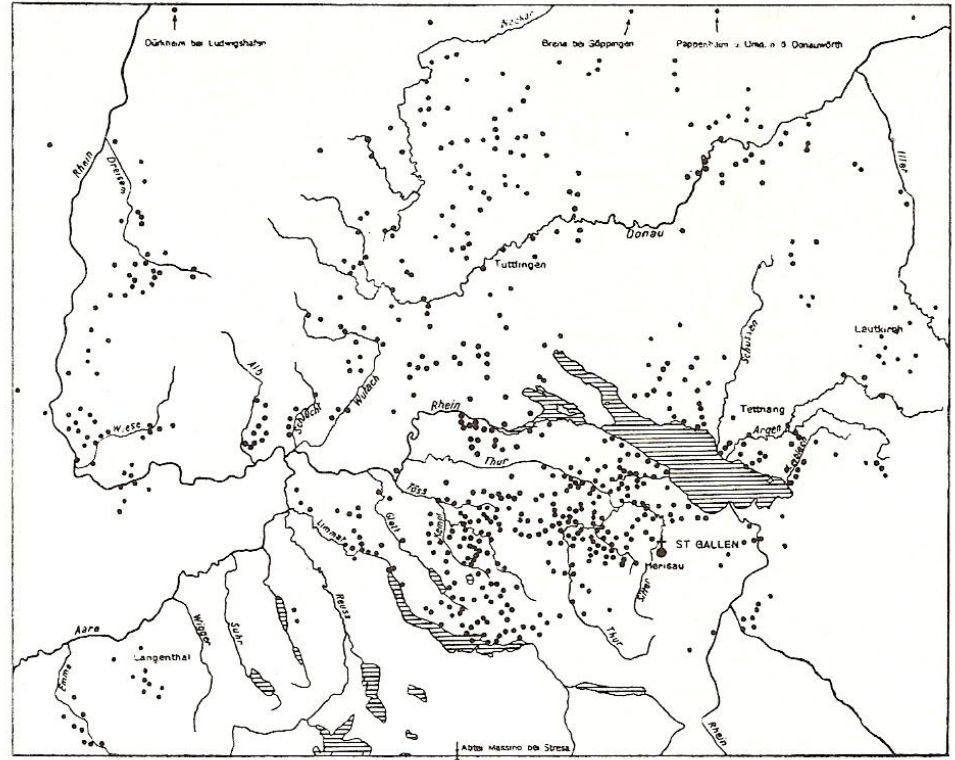 Neckar
Dürkheim bei Ludwigshafen
Brenz bei Göppingen
Pappenheim u. Umg. n. ö. Donauwörth
Rhein
Dreisam
Iller
Donau
Tuttlingen
Schussen
Lautkirch
Alb
Wutach
Schlücht
Wiese
Rhein
Tettnang
Argen
Thur
Töss
Glatt
Kempt
Limmat
ST GALLEN
Herisau
Sitter
Thur
Reuss
Aare
Wigger
Suhr
Langenthal
Emme
Rhein
Abtei Massino bei Stresa